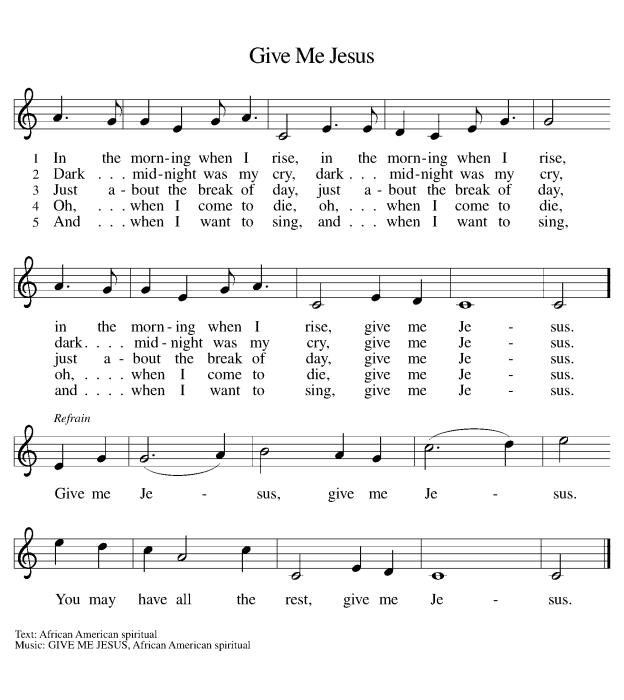 Give Me Jesus
1 In the morn-ing when I rise, in the morn-ing when I rise,
2 Dark . . . mid-night was my cry, dark . . . mid-night was my cry,
3 Just a - bout the break of day, just a - bout the break of day,
4 Oh, . . . when I come to die, oh, . . . when I come to die,
5 And . . . when I want to sing, and . . . when I want to sing,
in the morn - ing when I rise, give me Je - sus.
dark. . . . mid - night was my cry, give me Je - sus.
just a - bout the break of day, give me Je - sus.
oh, . . . . when I come to die, give me Je - sus.
and . . . . when I want to sing, give me Je - sus.
Refrain
Give me Je - sus, give me Je - sus.
You may have all the rest, give me Je - sus.
Text: African American spiritual
Music: GIVE ME JESUS, African American spiritual